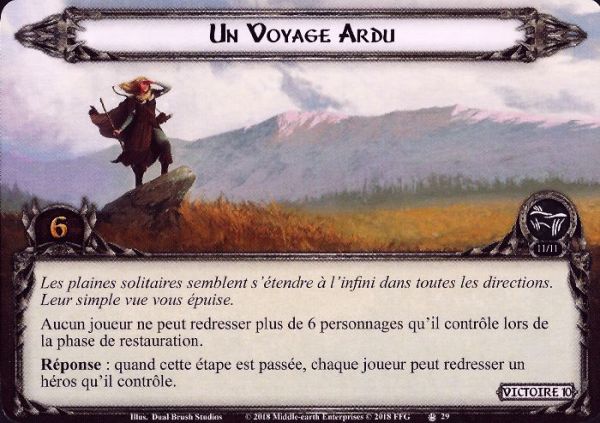 Un Voyage Ardu
6
11/11
Les plaines solitaires semblent s'étendre à l'infini dans toutes les directions.
Leur simple vue vous épuise.
Aucun joueur ne peut redresser plus de 6 personnages qu'il contrôle lors de
la phase de restauration.
Réponse : quand cette étape est passée, chaque joueur peut redresser un
héros qu'il contrôle.
VICTOIRE 10
Illus. Dual Brush Studios © 2018 Middle-earth Enterprises © 2018 FFG 29